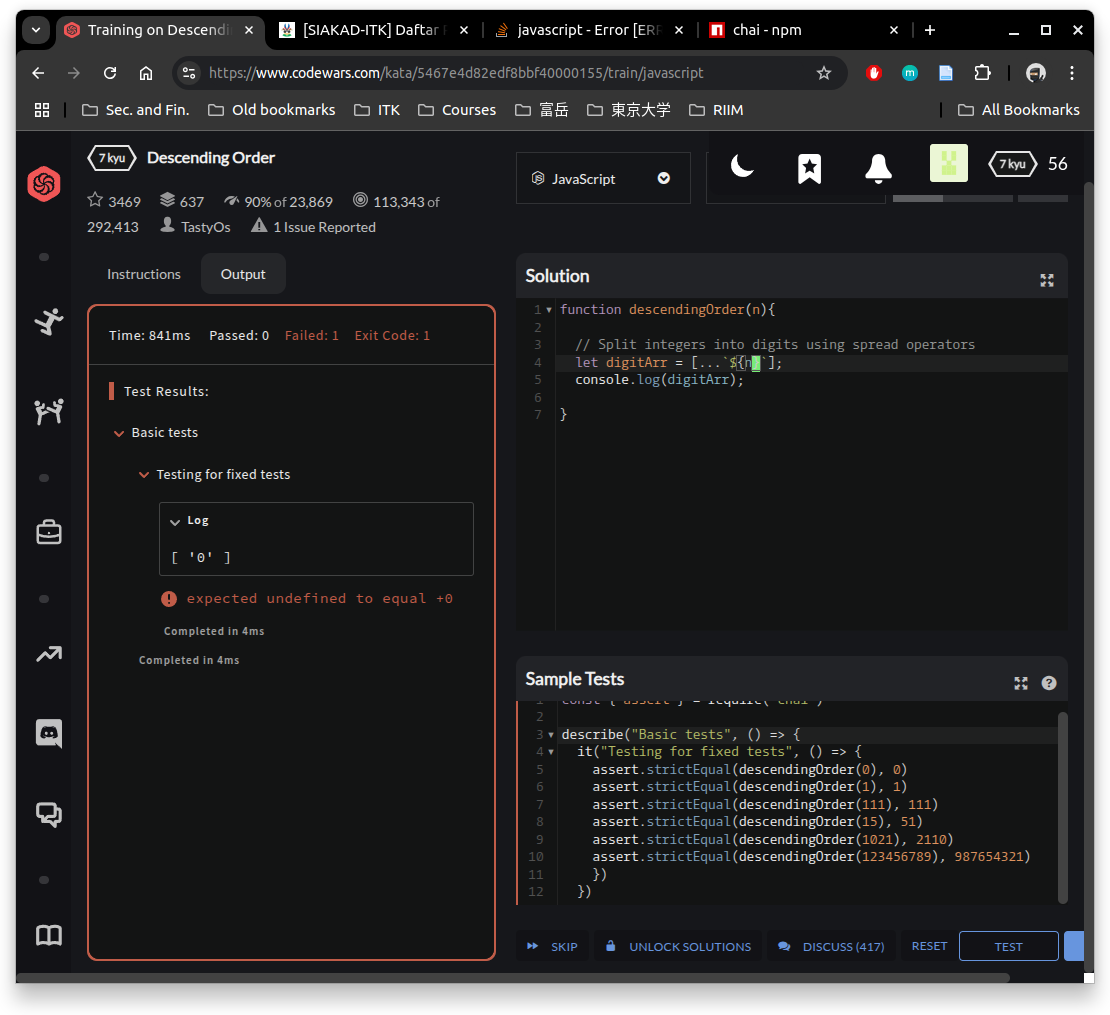 Training on Descendi
[SIAKAD-ITK] Daftar
javascript - Error [ER
chai - npm
https://www.codewars.com/kata/5467e4d82edf8bbf40000155/train/javascript
Sec. and Fin.
Old bookmarks
ITK
Courses
富岳
東京大学
RIIM
All Bookmarks
7 kyu
Descending Order
3469
637
90% of 23,869
113,343 of
292,413
TastyOs
1 Issue Reported
JavaScript
7 kyu
56
Instructions
Output
Time: 841ms Passed: 0 Failed: 1 Exit Code: 1
Test Results:
Basic tests
Testing for fixed tests
Log
[ '0' ]
expected undefined to equal +0
Completed in 4ms
Completed in 4ms
Solution
1 function descendingOrder(n){
2
3 // Split integers into digits using spread operators
4 let digitArr = [...`${n}`];
5 console.log(digitArr);
6
7 }
Sample Tests
1 const { assert } = require("chai")
2
3 describe("Basic tests", () => {
4 it("Testing for fixed tests", () => {
5 assert.strictEqual(descendingOrder(0), 0)
6 assert.strictEqual(descendingOrder(1), 1)
7 assert.strictEqual(descendingOrder(111), 111)
8 assert.strictEqual(descendingOrder(15), 51)
9 assert.strictEqual(descendingOrder(1021), 2110)
10 assert.strictEqual(descendingOrder(123456789), 987654321)
11 })
12 })
SKIP
UNLOCK SOLUTIONS
DISCUSS (417)
RESET
TEST